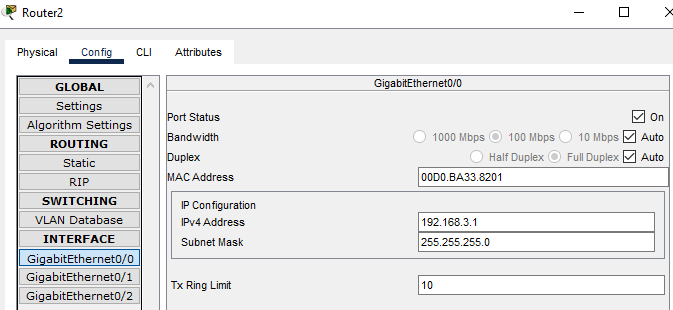 Router2
Physical Config CLI Attributes
GLOBAL
Settings
Algorithm Settings
ROUTING
Static
RIP
SWITCHING
VLAN Database
INTERFACE
GigabitEthernet0/0
GigabitEthernet0/1
GigabitEthernet0/2
GigabitEthernet0/0
Port Status On
Bandwidth 1000 Mbps 100 Mbps 10 Mbps Auto
Duplex Half Duplex Full Duplex Auto
MAC Address 00D0.BA33.8201
IP Configuration
IPv4 Address 192.168.3.1
Subnet Mask 255.255.255.0
Tx Ring Limit 10